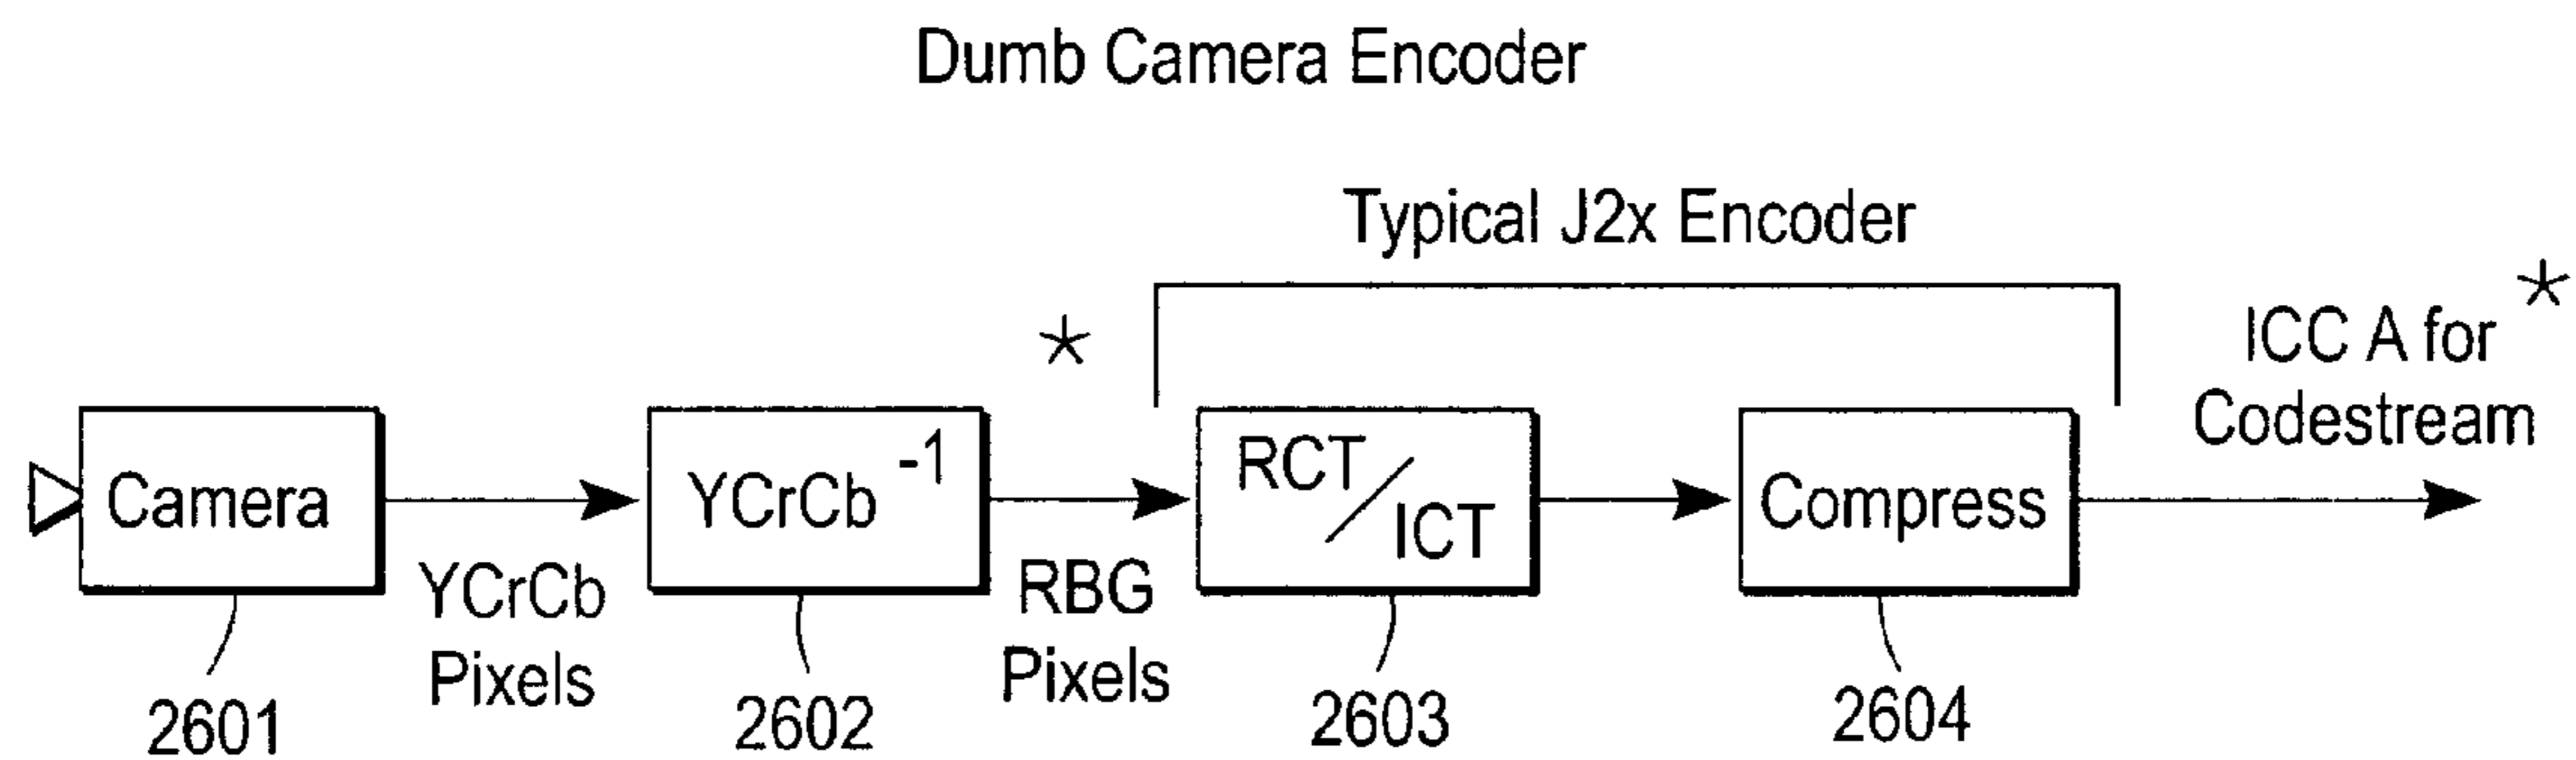 Dumb Camera Encoder
Typical J2x Encoder
*
*
ICC A for
Codestream
Camera
YCrCb
Pixels
YCrCb -1
RBG
Pixels
RCT/
ICT
Compress
2601
2602
2603
2604